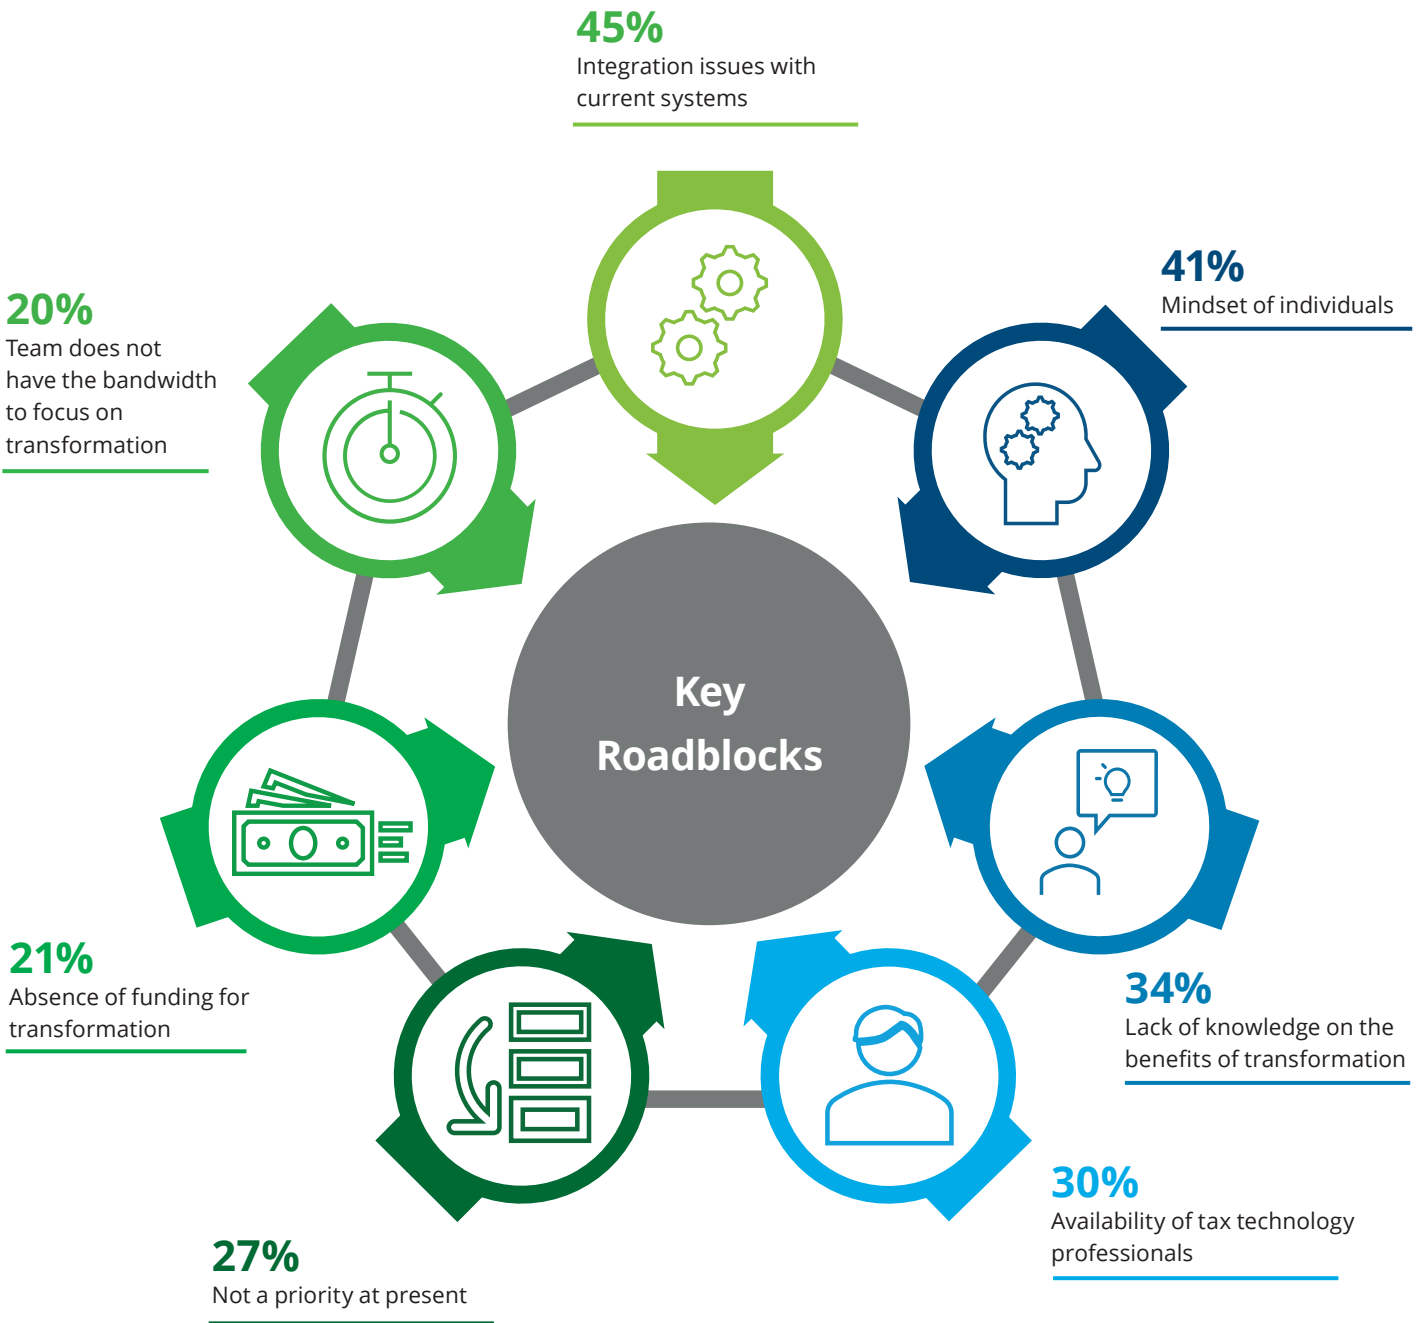 45%
Integration issues with
current systems
41%
Mindset of individuals
20%
Team does not
have the bandwidth
to focus on
transformation
Key
Roadblocks
34%
Lack of knowledge on the
benefits of transformation
21%
Absence of funding for
transformation
30%
Availability of tax technology
professionals
27%
Not a priority at present